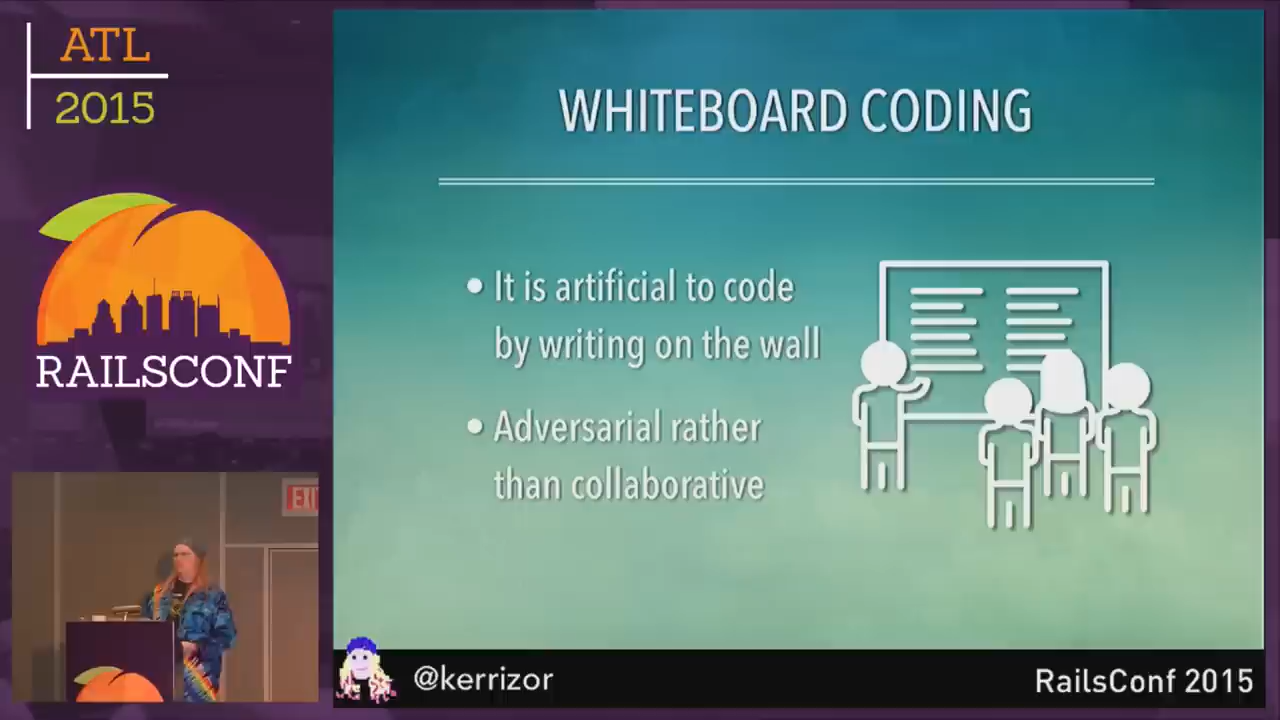 ATL
2015
RAILSCONF
WHITEBOARD CODING
• It is artificial to code
by writing on the wall
• Adversarial rather
than collaborative
EXI
@kerrizor
RailsConf 2015